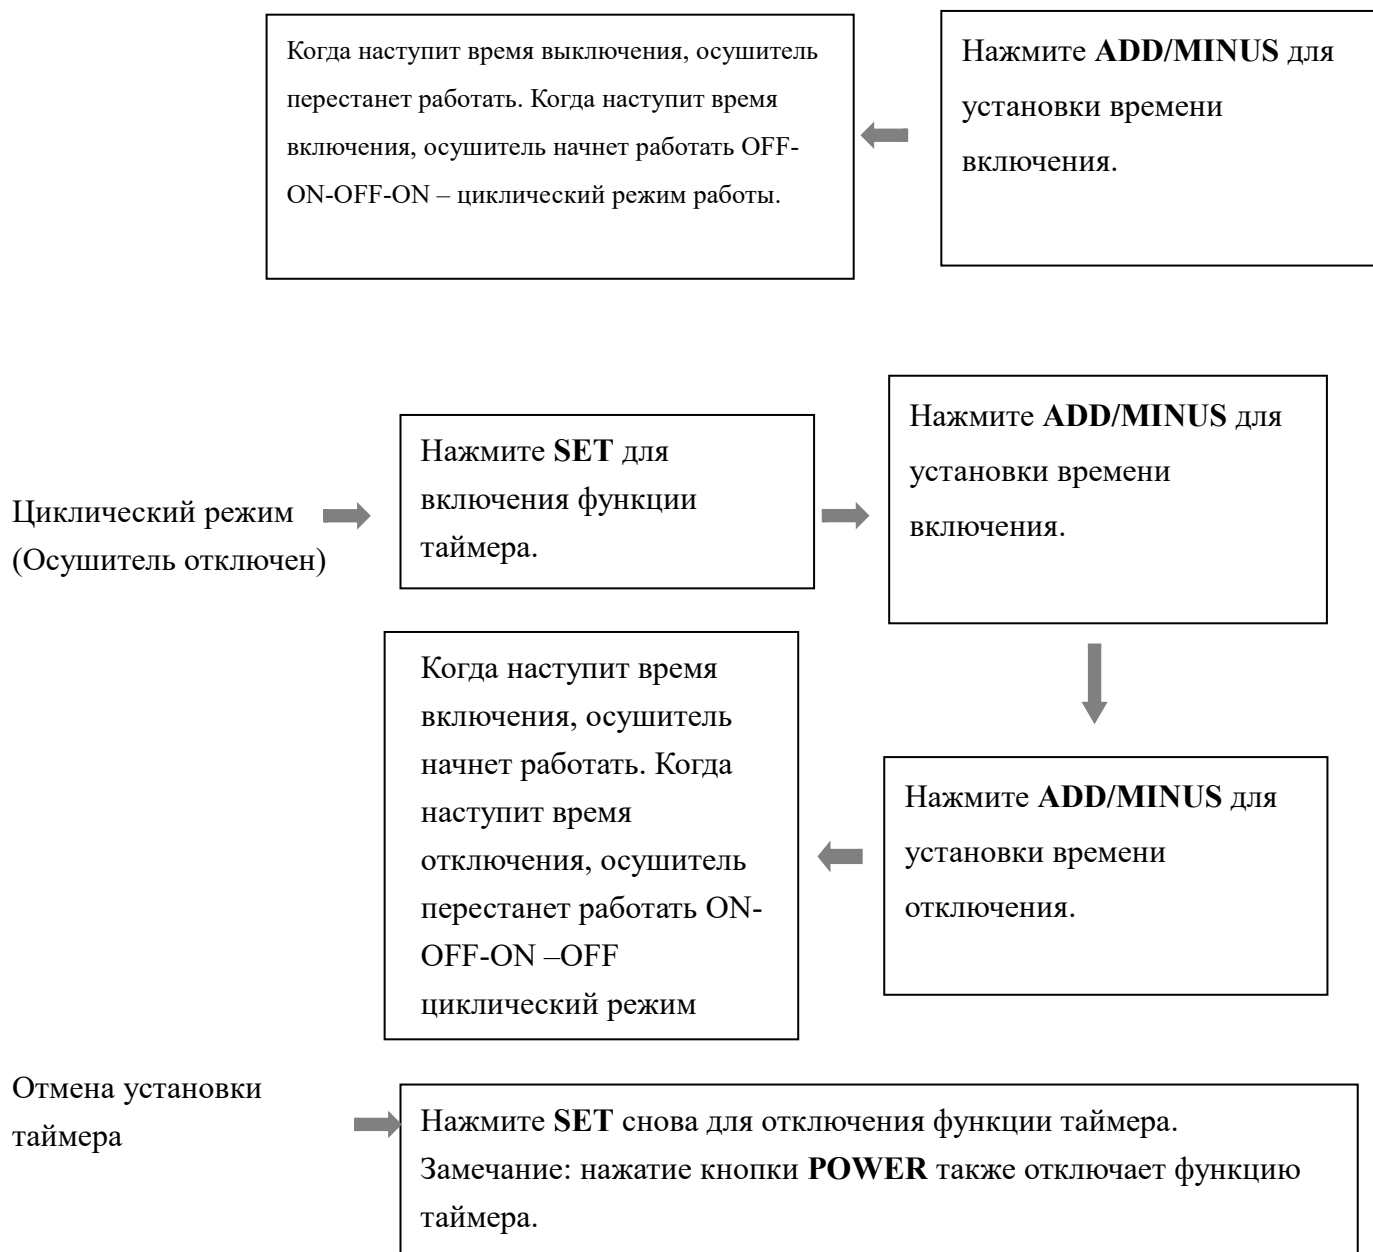 Когда наступит время выключения, осушитель
перестанет работать. Когда наступит время
включения, осушитель начнет работать OFF-
ON-OFF-ON – циклический режим работы.
Нажмите ADD/MINUS для
установки времени
включения.
Циклический режим
(Осушитель отключен)
Нажмите SET для
включения функции
таймера.
Нажмите ADD/MINUS для
установки времени
включения.
Нажмите ADD/MINUS для
установки времени
отключения.
Когда наступит время
включения, осушитель
начнет работать. Когда
наступит время
отключения, осушитель
перестанет работать ON-
OFF-ON –OFF
циклический режим
Отмена установки
таймера
Нажмите SET снова для отключения функции таймера.
Замечание: нажатие кнопки POWER также отключает функцию
таймера.